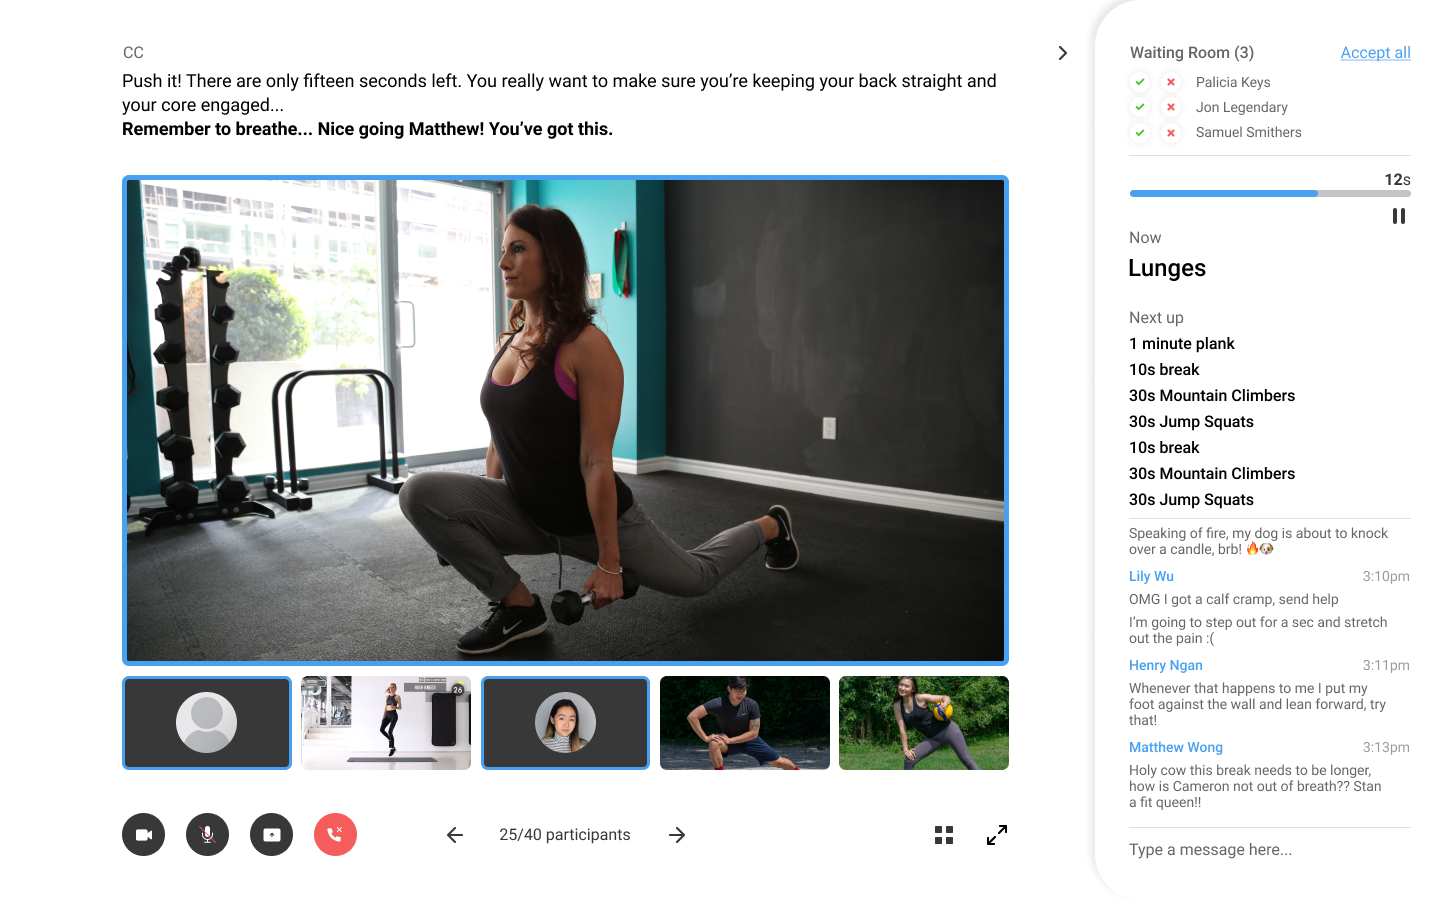 CC
Push it! There are only fifteen seconds left. You really want to make sure you’re keeping your back straight and
your core engaged...
Remember to breathe... Nice going Matthew! You’ve got this.
HIGH KNEES
26
25/40 participants
Waiting Room (3)
Accept all
Palicia Keys
Jon Legendary
Samuel Smithers
12s
Now
Lunges
Next up
1 minute plank
10s break
30s Mountain Climbers
30s Jump Squats
10s break
30s Mountain Climbers
30s Jump Squats
Speaking of fire, my dog is about to knock
over a candle, brb! 🔥🐶
Lily Wu 3:10pm
OMG I got a calf cramp, send help
I’m going to step out for a sec and stretch
out the pain :(
Henry Ngan 3:11pm
Whenever that happens to me I put my
foot against the wall and lean forward, try
that!
Matthew Wong 3:13pm
Holy cow this break needs to be longer,
how is Cameron not out of breath?? Stan
a fit queen!!
Type a message here...